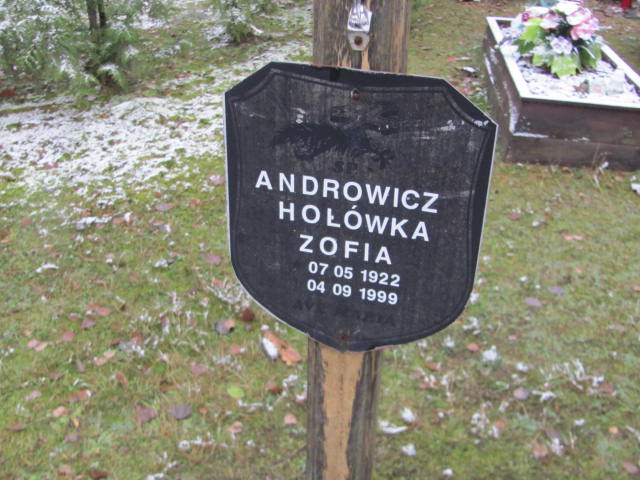 ANDROWICZ
HOŁÓWKA
ZOFIA
07 05 1922
04 09 1999